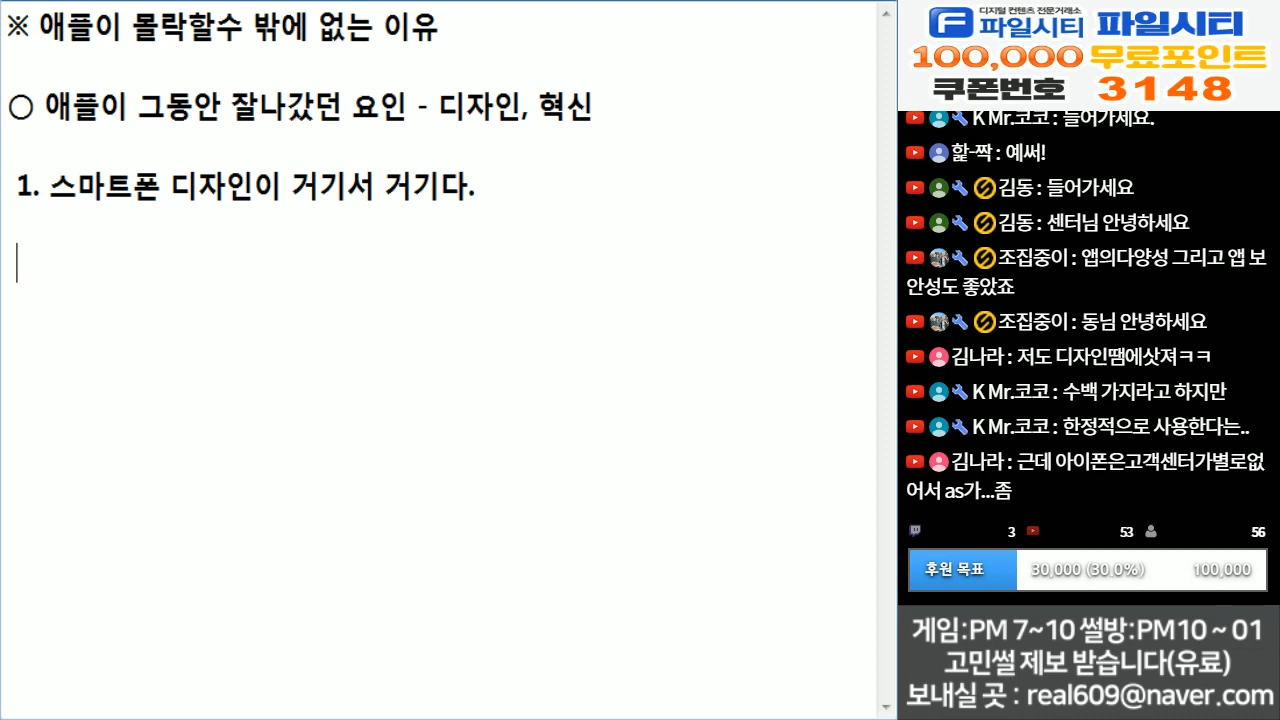 ※ 애플이 몰락할수 밖에 없는 이유
○ 애플이 그동안 잘나갔던 요인 - 디자인, 혁신
1. 스마트폰 디자인이 거기서 거기다.
디지털 컨텐츠 전문거래소
파일시티 파일시티
100,000 무료포인트
쿠폰번호 3148
K Mr.코코 : 들어가세요.
핥-짝 : 예써!
김동 : 들어가세요
김동 : 센터님 안녕하세요
조집중이 : 앱의다양성 그리고 앱 보
안성도 좋았죠
조집중이 : 동님 안녕하세요
김나라 : 저도 디자인땜에삿져ㅋㅋ
K Mr.코코 : 수백 가지라고 하지만
K Mr.코코 : 한정적으로 사용한다는..
김나라 : 근데 아이폰은고객센터가별로없
어서 as가...좀
3 53 56
후원 목표 30,000 (30.0%) 100,000
게임:PM 7~10 썰방:PM10 ~ 01
고민썰 제보 받습니다(유료)
보내실 곳 : real609@naver.com